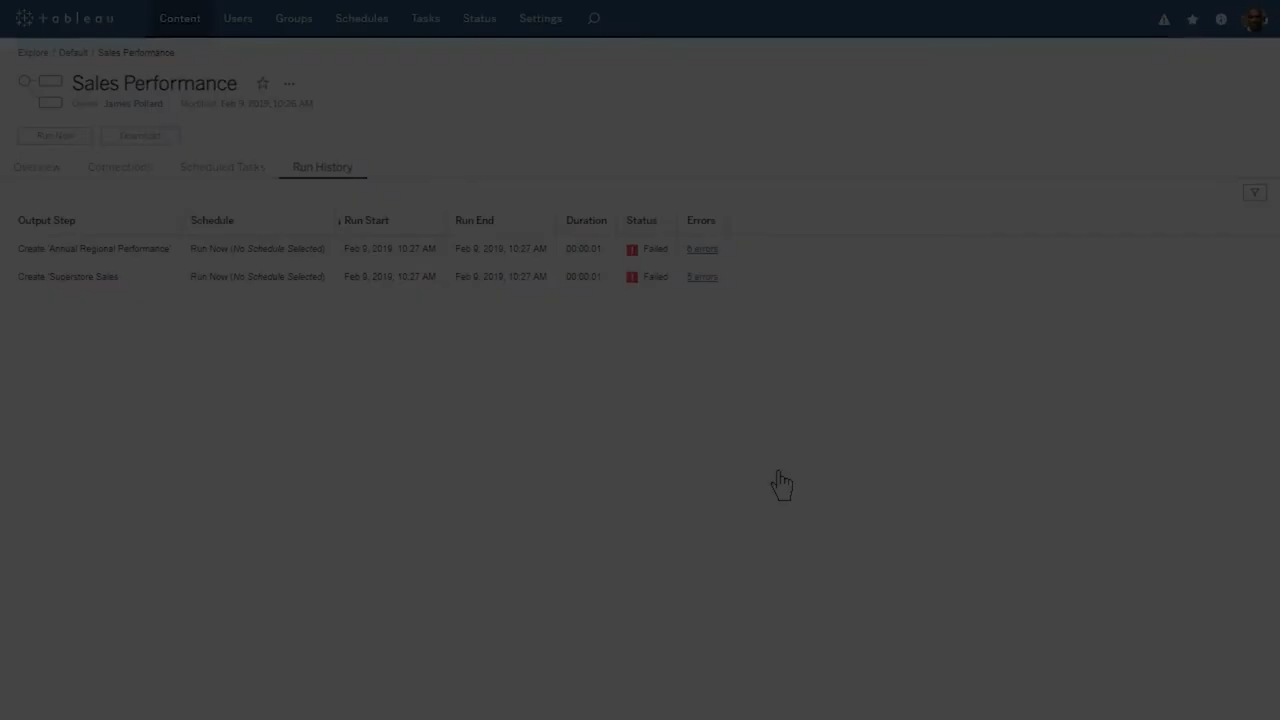 tableau Content Users Groups Schedules Tasks Status Settings
Explore / Default / Sales Performance
Sales Performance ...
Owner James Pollard Modified Feb 9, 2019, 10:26 AM
Run Now Download
Overview Connections Scheduled Tasks Run History
Output Step Schedule ↓ Run Start Run End Duration Status Errors
Create 'Annual Regional Performance' Run Now (No Schedule Selected) Feb 9, 2019, 10:27 AM Feb 9, 2019, 10:27 AM 00:00:01 Failed 6 errors
Create 'Superstore Sales Run Now (No Schedule Selected) Feb 9, 2019, 10:27 AM Feb 9, 2019, 10:27 AM 00:00:01 Failed 5 errors